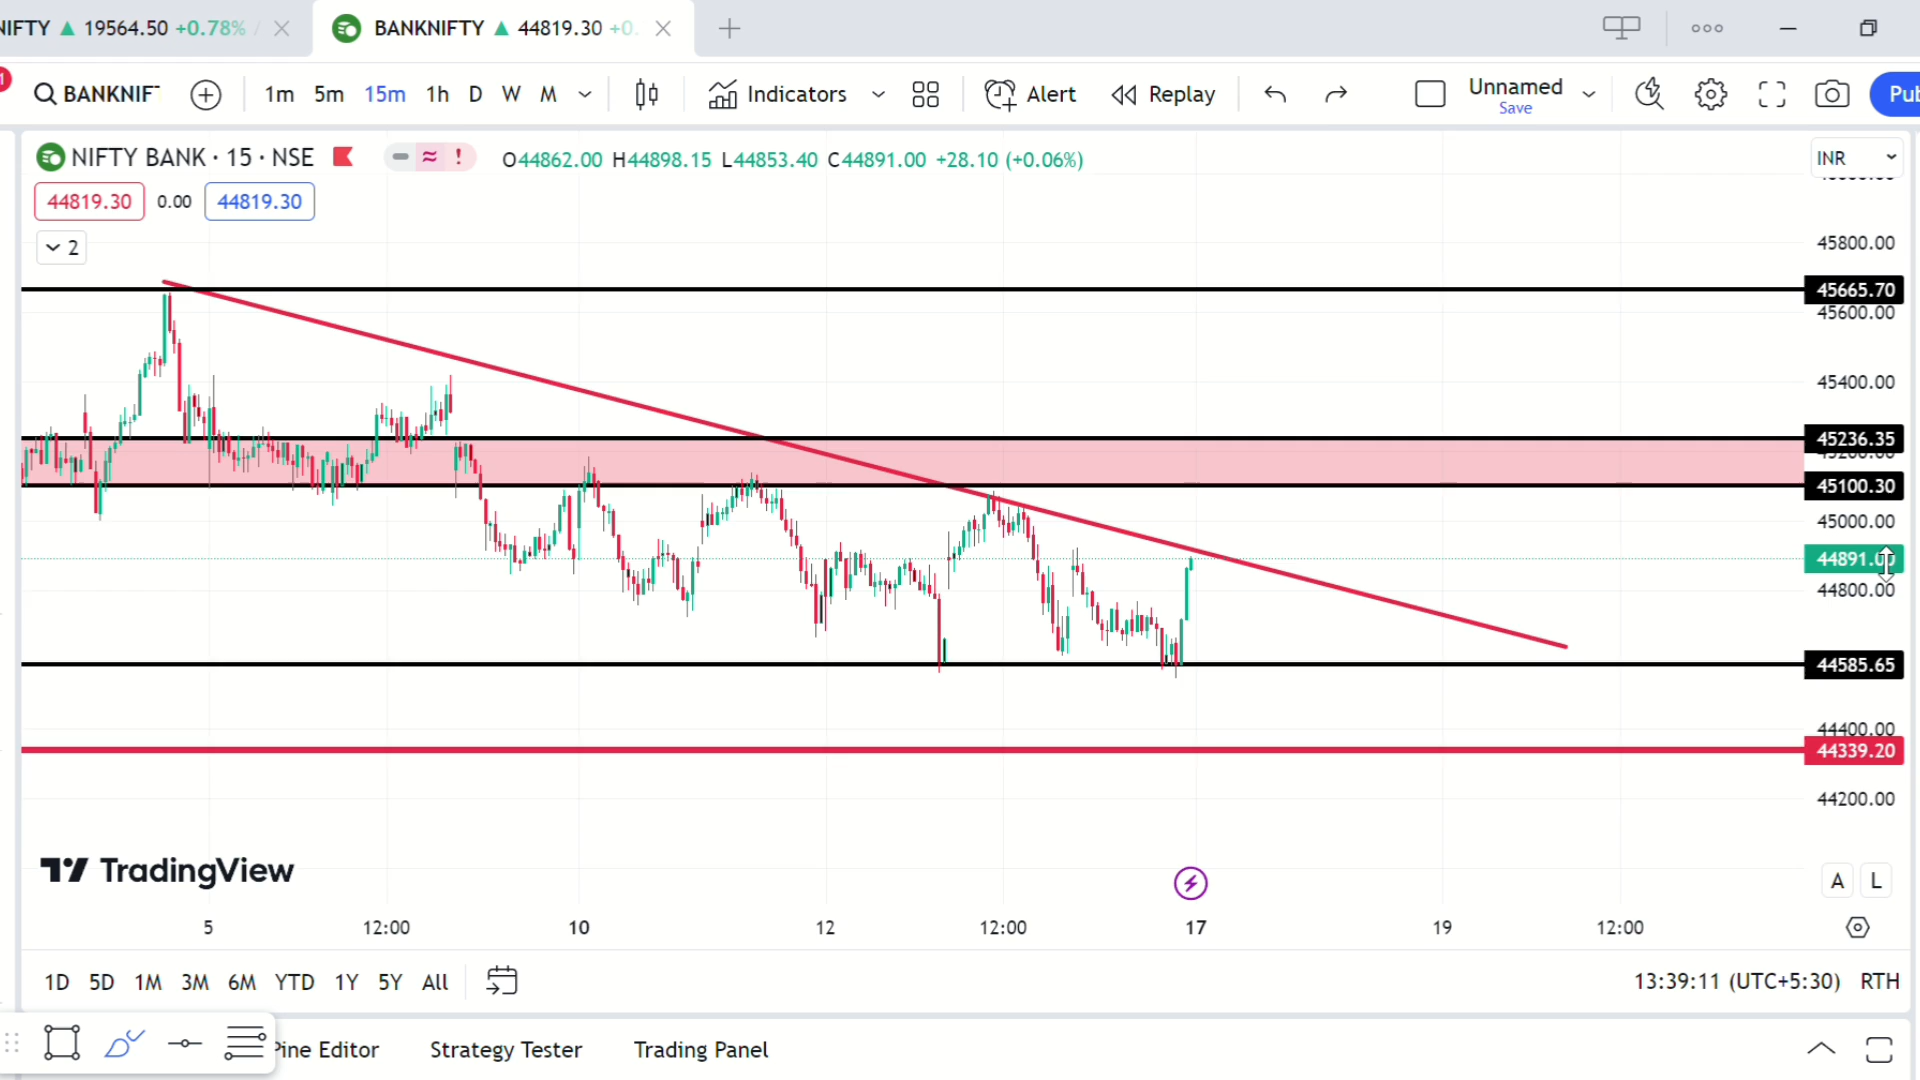 NIFTY ▲ 19564.50 +0.78% /
BANKNIFTY ▲ 44819.30 +0.
1
BANKNIF
1m 5m 15m 1h D W M
Indicators
Alert
Replay
Unnamed
Save
Pub
NIFTY BANK · 15 · NSE
O44862.00 H44898.15 L44853.40 C44891.00 +28.10 (+0.06%)
INR
44819.30 0.00 44819.30
2
45800.00
45665.70
45600.00
45400.00
45236.35
45100.30
45000.00
44891.00
44800.00
44585.65
44400.00
44339.20
44200.00
TradingView
A L
5 12:00 10 12 12:00 17 19 12:00
1D 5D 1M 3M 6M YTD 1Y 5Y All
13:39:11 (UTC+5:30) RTH
Pine Editor Strategy Tester Trading Panel